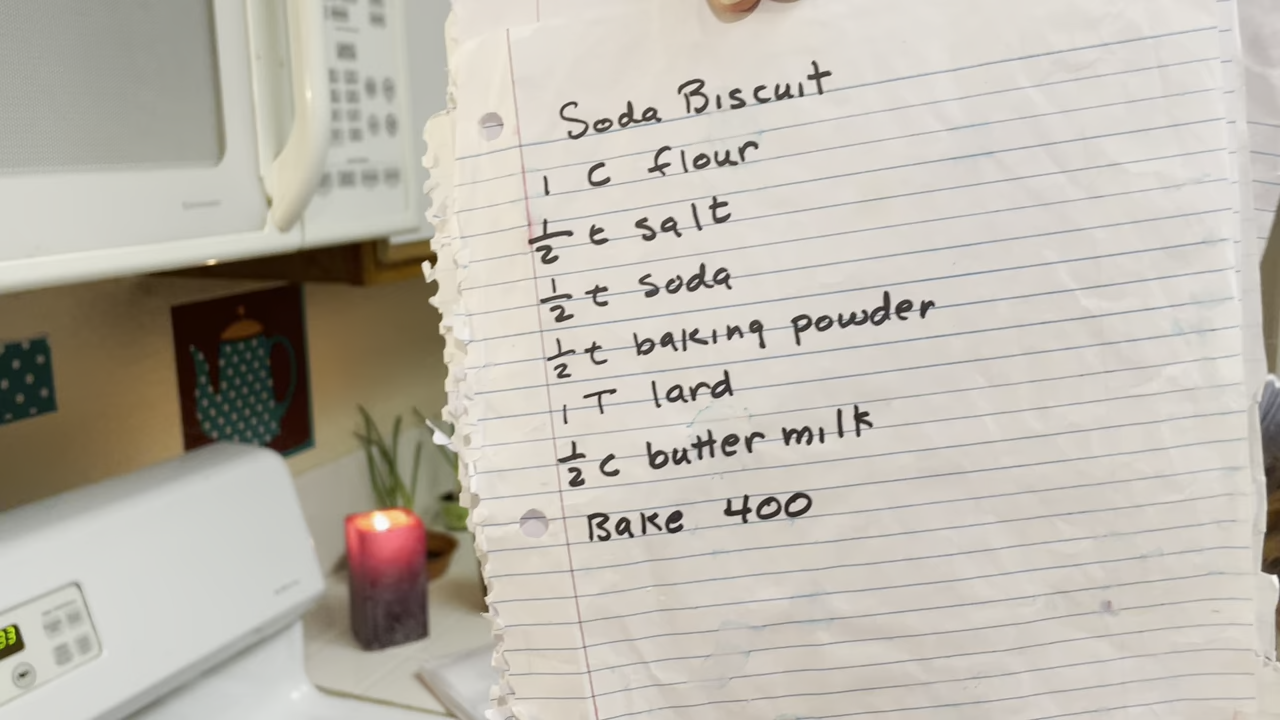 Soda Biscuit
1 C flour
1/2 t salt
1/2 t soda
1/2 t baking powder
1 T lard
1/2 c butter milk
Bake 400
33